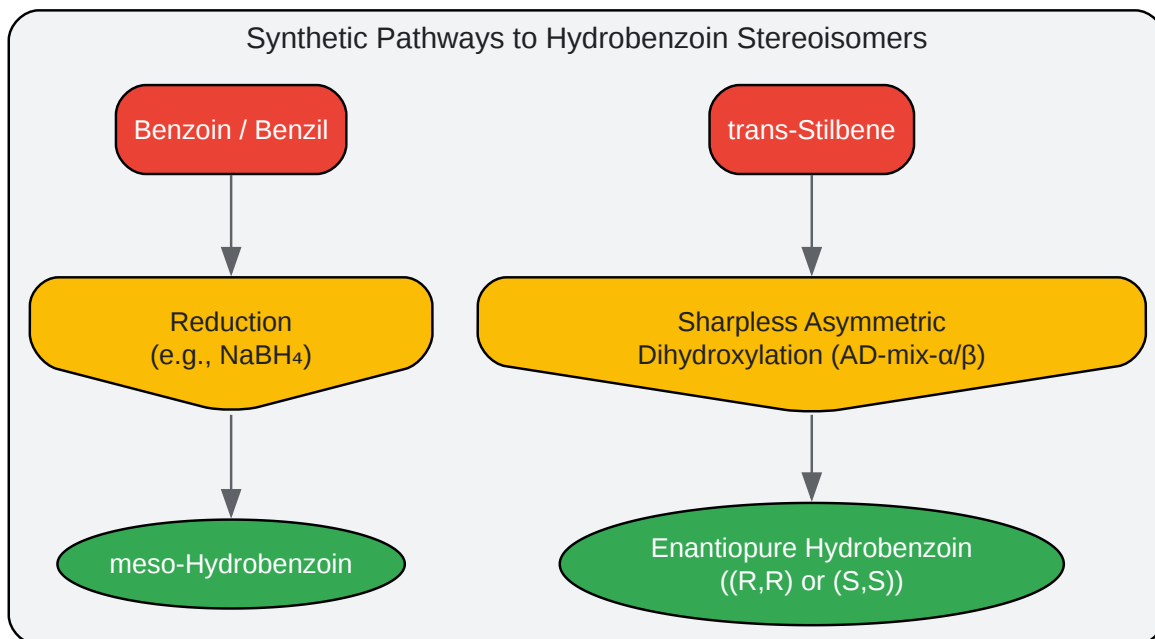 Synthetic Pathways to Hydrobenzoin Stereoisomers
Benzoin / Benzil
trans-Stilbene
Reduction
(e.g., NaBH₄)
Sharpless Asymmetric
Dihydroxylation (AD-mix-α/β)
meso-Hydrobenzoin
Enantiopure Hydrobenzoin
((R,R) or (S,S))